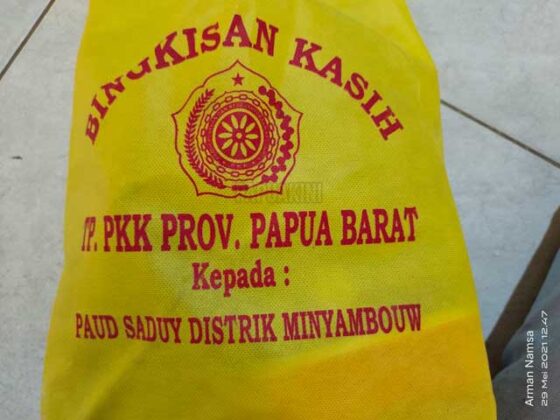 BINGKISAN KASIH
TP. PKK PROV. PAPUA BARAT
Kepada :
PAUD SADUY DISTRIK MINYAMBOUW
Arman Namsa
29 Mei 2021 12.47